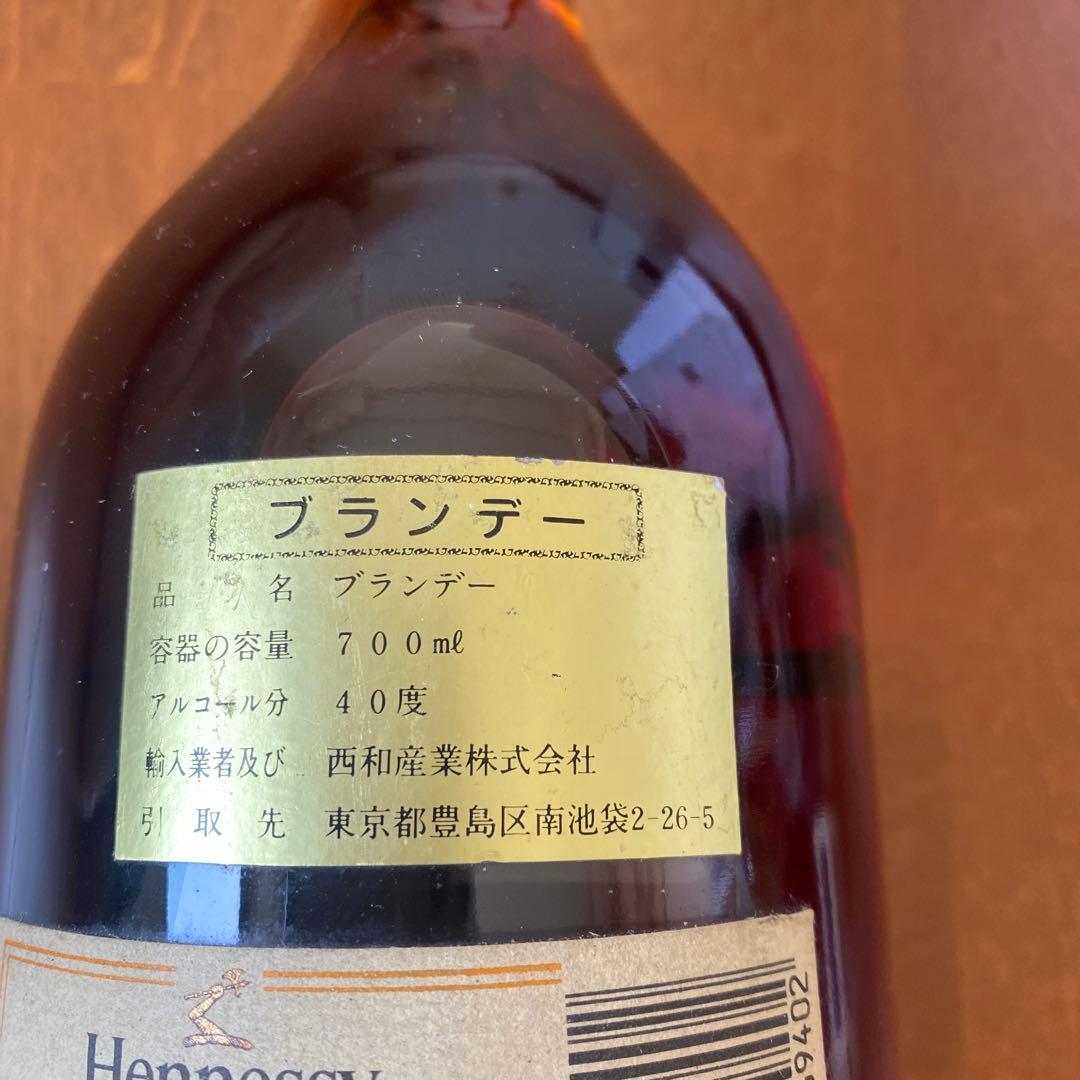 ブランデー
品名 ブランデー
容器の容量 700㎖
アルコール分 40度
輸入業者及び 西和産業株式会社
引取先 東京都豊島区南池袋2-26-5
Hennessy
9402